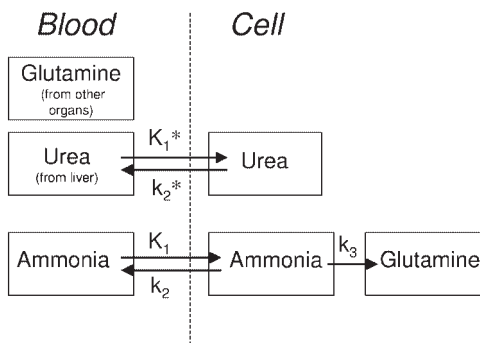 Blood Cell
Glutamine
(from other
organs)
K₁*
Urea
(from liver)
Urea
k₂*
K₁
Ammonia
Ammonia
k₃
Glutamine
k₂